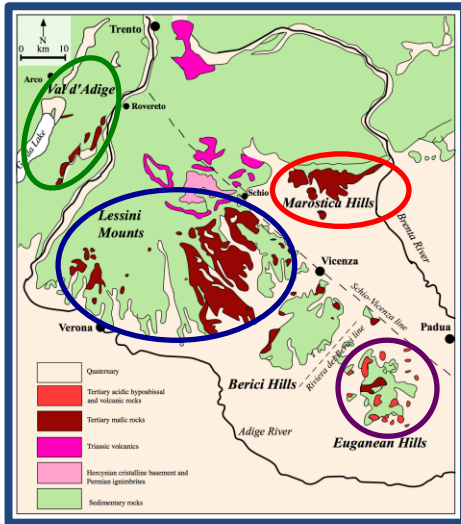 N
km
0 10
Trento
Arco
Val d'Adige
Rovereto
Garda Lake
Schio
Marostica Hills
Lessini
Mounts
Brenta River
Vicenza
Schio-Vicenza line
Verona
Padua
Riviera dei Berici line
Berici Hills
Adige River
Euganean Hills
Quaternary
Tertiary acidic hypoabissal
and volcanic rocks
Tertiary mafic rocks
Triassic volcanics
Hercynian cristalline basement and
Permian ignimbrites
Sedimentary rocks